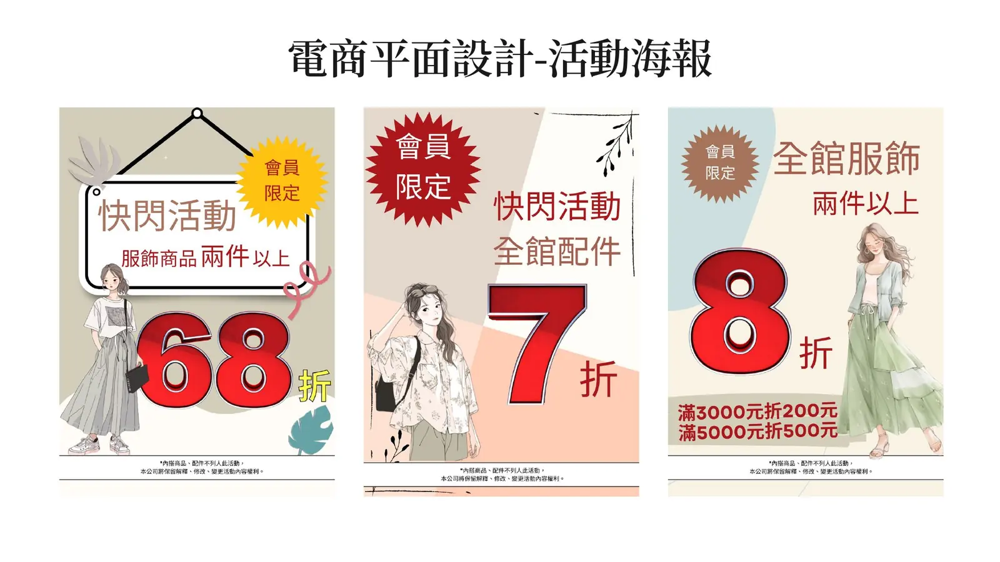 電商平面設計-活動海報
會員
限定
快閃活動
服飾商品 兩件 以上
68 折
*內搭商品、配件不列人此活動，
本公司將保留解釋、修改、變更活動內容權利。
會員
限定
快閃活動
全館配件
7 折
*內搭商品、配件不列人此活動，
本公司將保留解釋、修改、變更活動內容權利。
會員
限定
全館服飾
兩件以上
8 折
滿3000元折200元
滿5000元折500元
*內搭商品、配件不列人此活動，
本公司將保留解釋、修改、變更活動內容權利。